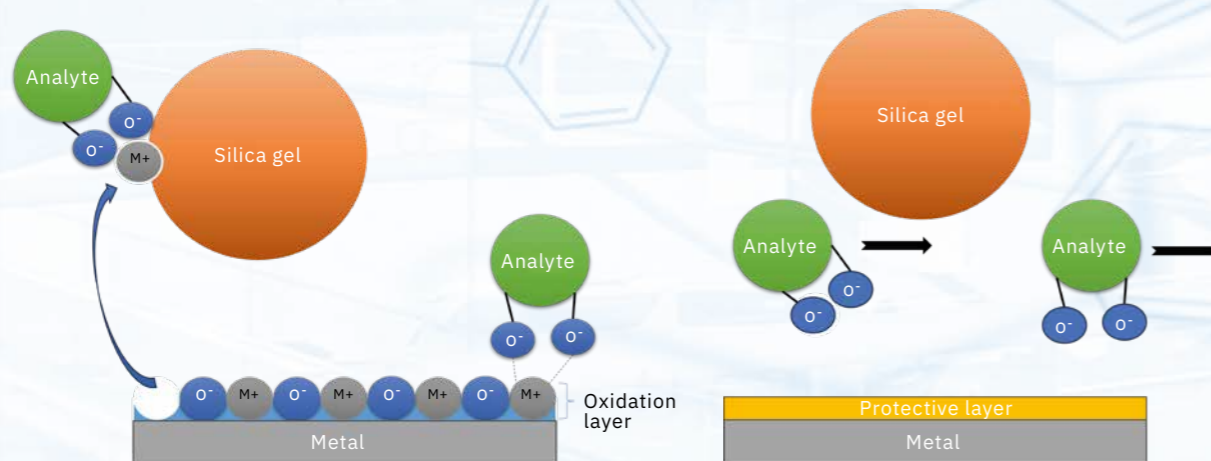 Analyte
O⁻
O⁻
M+
Silica gel
Analyte
O⁻
O⁻
O⁻
M+
O⁻
M+
O⁻
M+
O⁻
M+
Oxidation
layer
Metal
Silica gel
Analyte
O⁻
O⁻
Analyte
O⁻
O⁻
Protective layer
Metal